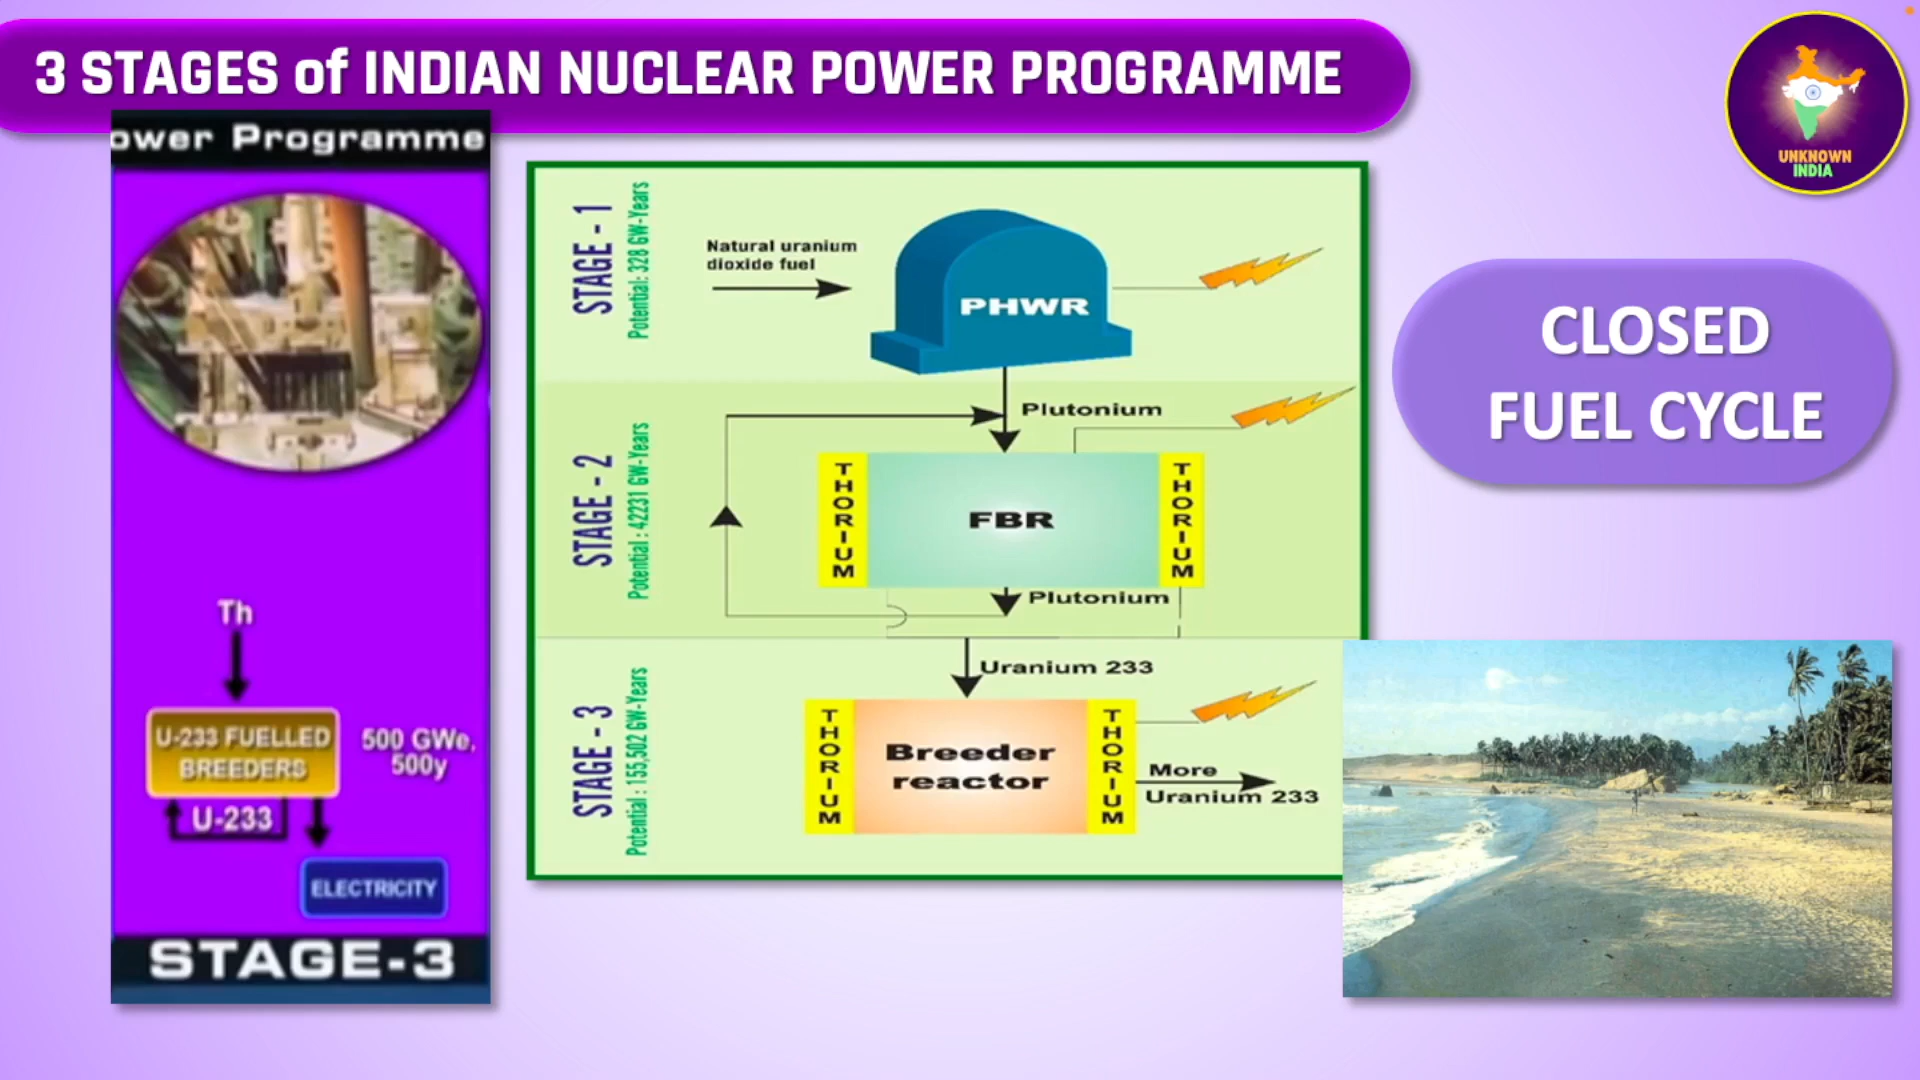 3 STAGES of INDIAN NUCLEAR POWER PROGRAMME
UNKNOWN
INDIA
ower Programme
Th
U-233 FUELLED
BREEDERS
500 GWe,
500y
U-233
ELECTRICITY
STAGE-3
STAGE - 1
Potential: 328 GW-Years
Natural uranium
dioxide fuel
PHWR
Plutonium
STAGE - 2
Potential : 42231 GW-Years
THORIUM
FBR
THORIUM
Plutonium
Uranium 233
STAGE - 3
Potential : 155,502 GW-Years
THORIUM
Breeder
reactor
THORIUM
More
Uranium 233
CLOSED
FUEL CYCLE